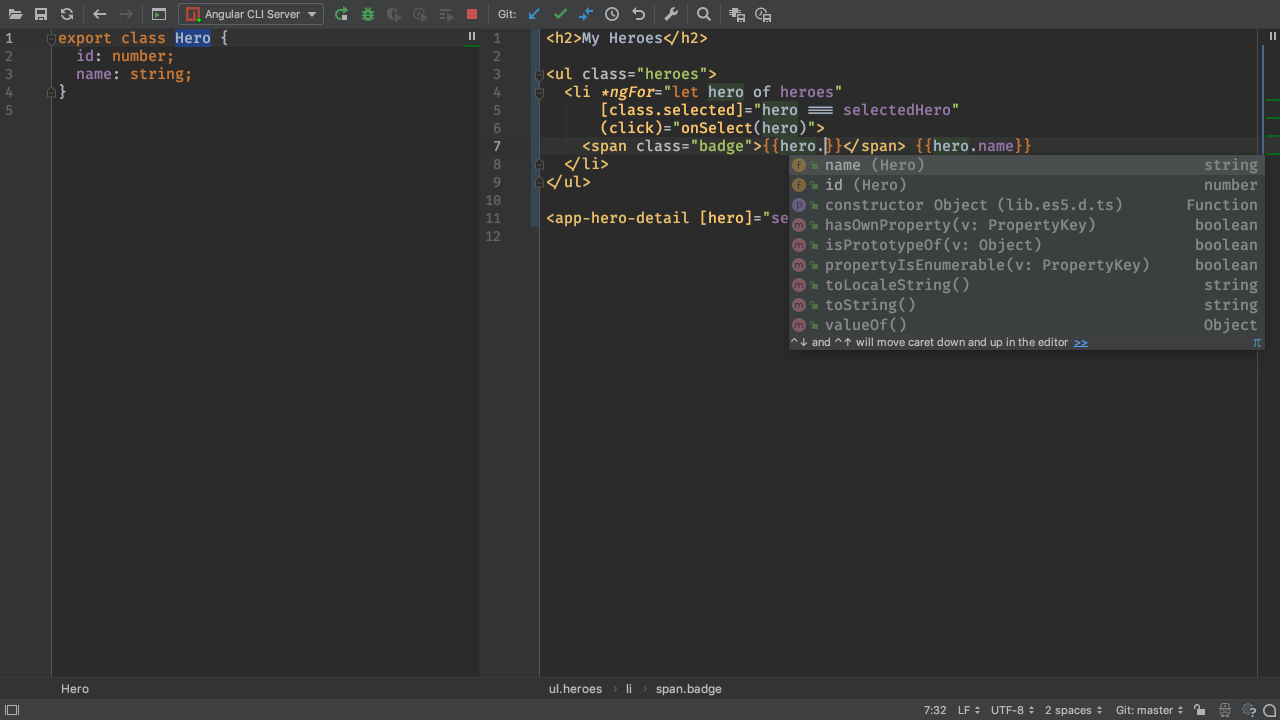 Angular CLI Server
Git:
1 export class Hero {
2 id: number;
3 name: string;
4 }
5
1 <h2>My Heroes</h2>
2
3 <ul class="heroes">
4 <li *ngFor="let hero of heroes"
5 [class.selected]="hero === selectedHero"
6 (click)="onSelect(hero)">
7 <span class="badge">{{hero.}}</span> {{hero.name}}
8 </li>
9 </ul>
10
11 <app-hero-detail [hero]="se
12
f name (Hero) string
f id (Hero) number
p constructor Object (lib.es5.d.ts) Function
m hasOwnProperty(v: PropertyKey) boolean
m isPrototypeOf(v: Object) boolean
m propertyIsEnumerable(v: PropertyKey) boolean
m toLocaleString() string
m toString() string
m valueOf() Object
^↓ and ^↑ will move caret down and up in the editor >> π
Hero
ul.heroes › li › span.badge
7:32 LF UTF-8 2 spaces Git: master